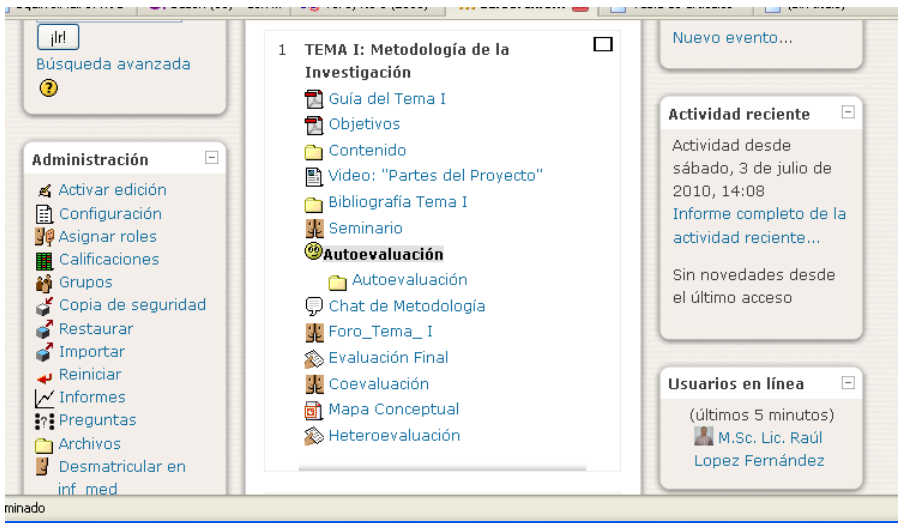 ¡Ir!
Búsqueda avanzada
Administración
Activar edición
Configuración
Asignar roles
Calificaciones
Grupos
Copia de seguridad
Restaurar
Importar
Reiniciar
Informes
Preguntas
Archivos
Desmatricular en
inf_med
1 TEMA I: Metodología de la
Investigación
Guía del Tema I
Objetivos
Contenido
Video: "Partes del Proyecto"
Bibliografía Tema I
Seminario
Autoevaluación
Autoevaluación
Chat de Metodología
Foro_Tema_ I
Evaluación Final
Coevaluación
Mapa Conceptual
Heteroevaluación
Nuevo evento...
Actividad reciente
Actividad desde
sábado, 3 de julio de
2010, 14:08
Informe completo de la
actividad reciente...
Sin novedades desde
el último acceso
Usuarios en línea
(últimos 5 minutos)
M.Sc. Lic. Raúl
Lopez Fernández
minado